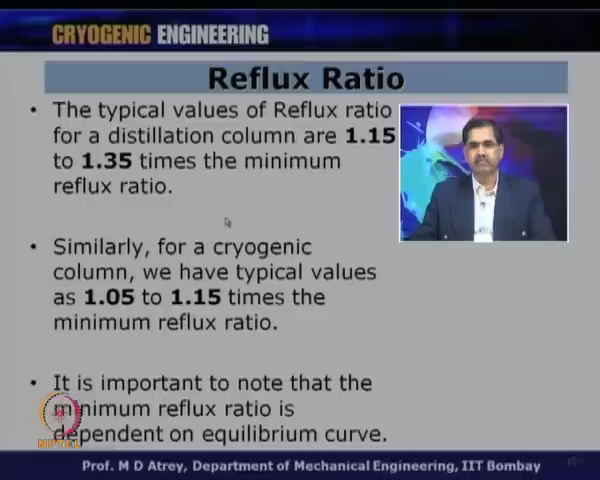 CRYOGENIC ENGINEERING
Reflux Ratio
• The typical values of Reflux ratio
for a distillation column are 1.15
to 1.35 times the minimum
reflux ratio.
• Similarly, for a cryogenic
column, we have typical values
as 1.05 to 1.15 times the
minimum reflux ratio.
• It is important to note that the
minimum reflux ratio is
dependent on equilibrium curve.
NPTEL
Prof. M D Atrey, Department of Mechanical Engineering, IIT Bombay